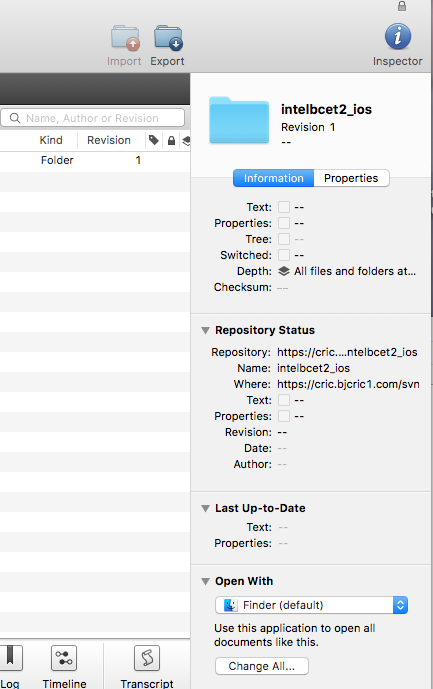 Import Export Inspector
Name, Author or Revision
Kind Revision
Folder 1
intelbcet2_ios
Revision 1
--
Information Properties
Text: --
Properties: --
Tree: --
Switched: --
Depth: All files and folders at...
Checksum: --
Repository Status
Repository: https://cric....ntelbcet2_ios
Name: intelbcet2_ios
Where: https://cric.bjcric1.com/svn
Text: --
Properties: --
Revision: --
Date: --
Author: --
Last Up-to-Date
Text: --
Properties: --
Open With
Finder (default)
Use this application to open all
documents like this.
Change All...
Log Timeline Transcript